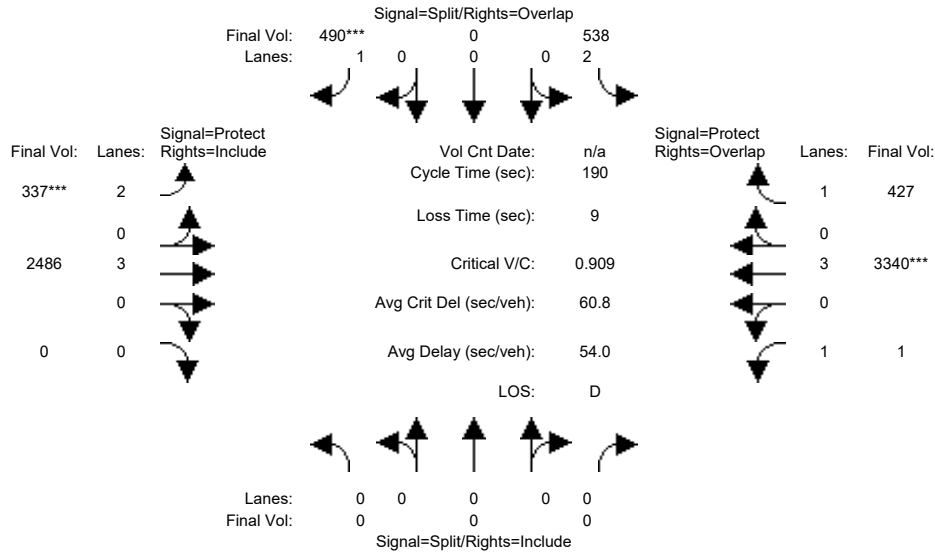 Signal=Split/Rights=Overlap
Final Vol: 490*** 0 538
Lanes: 1 0 0 0 2
Signal=Protect Signal=Protect
Final Vol: Lanes: Rights=Include Vol Cnt Date: n/a Rights=Overlap Lanes: Final Vol:
Cycle Time (sec): 190
337*** 2 1 427
Loss Time (sec): 9
0 0
2486 3 Critical V/C: 0.909 3 3340***
0 Avg Crit Del (sec/veh): 60.8 0
0 0 Avg Delay (sec/veh): 54.0 1 1
LOS: D
Lanes: 0 0 0 0 0
Final Vol: 0 0 0
Signal=Split/Rights=Include